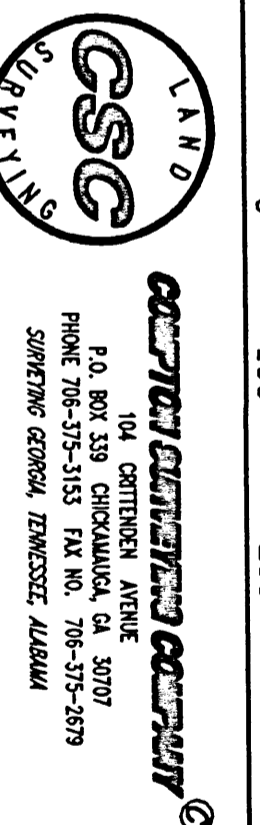 LAND
CSC
SURVEYING
COMPTON SURVEYING COMPANY ©
104 CRITTENDEN AVENUE
P.O. BOX 339 CHICKAMAUGA, GA 30707
PHONE 706-375-3153 FAX NO. 706-375-2679
SURVEYING GEORGIA, TENNESSEE, ALABAMA